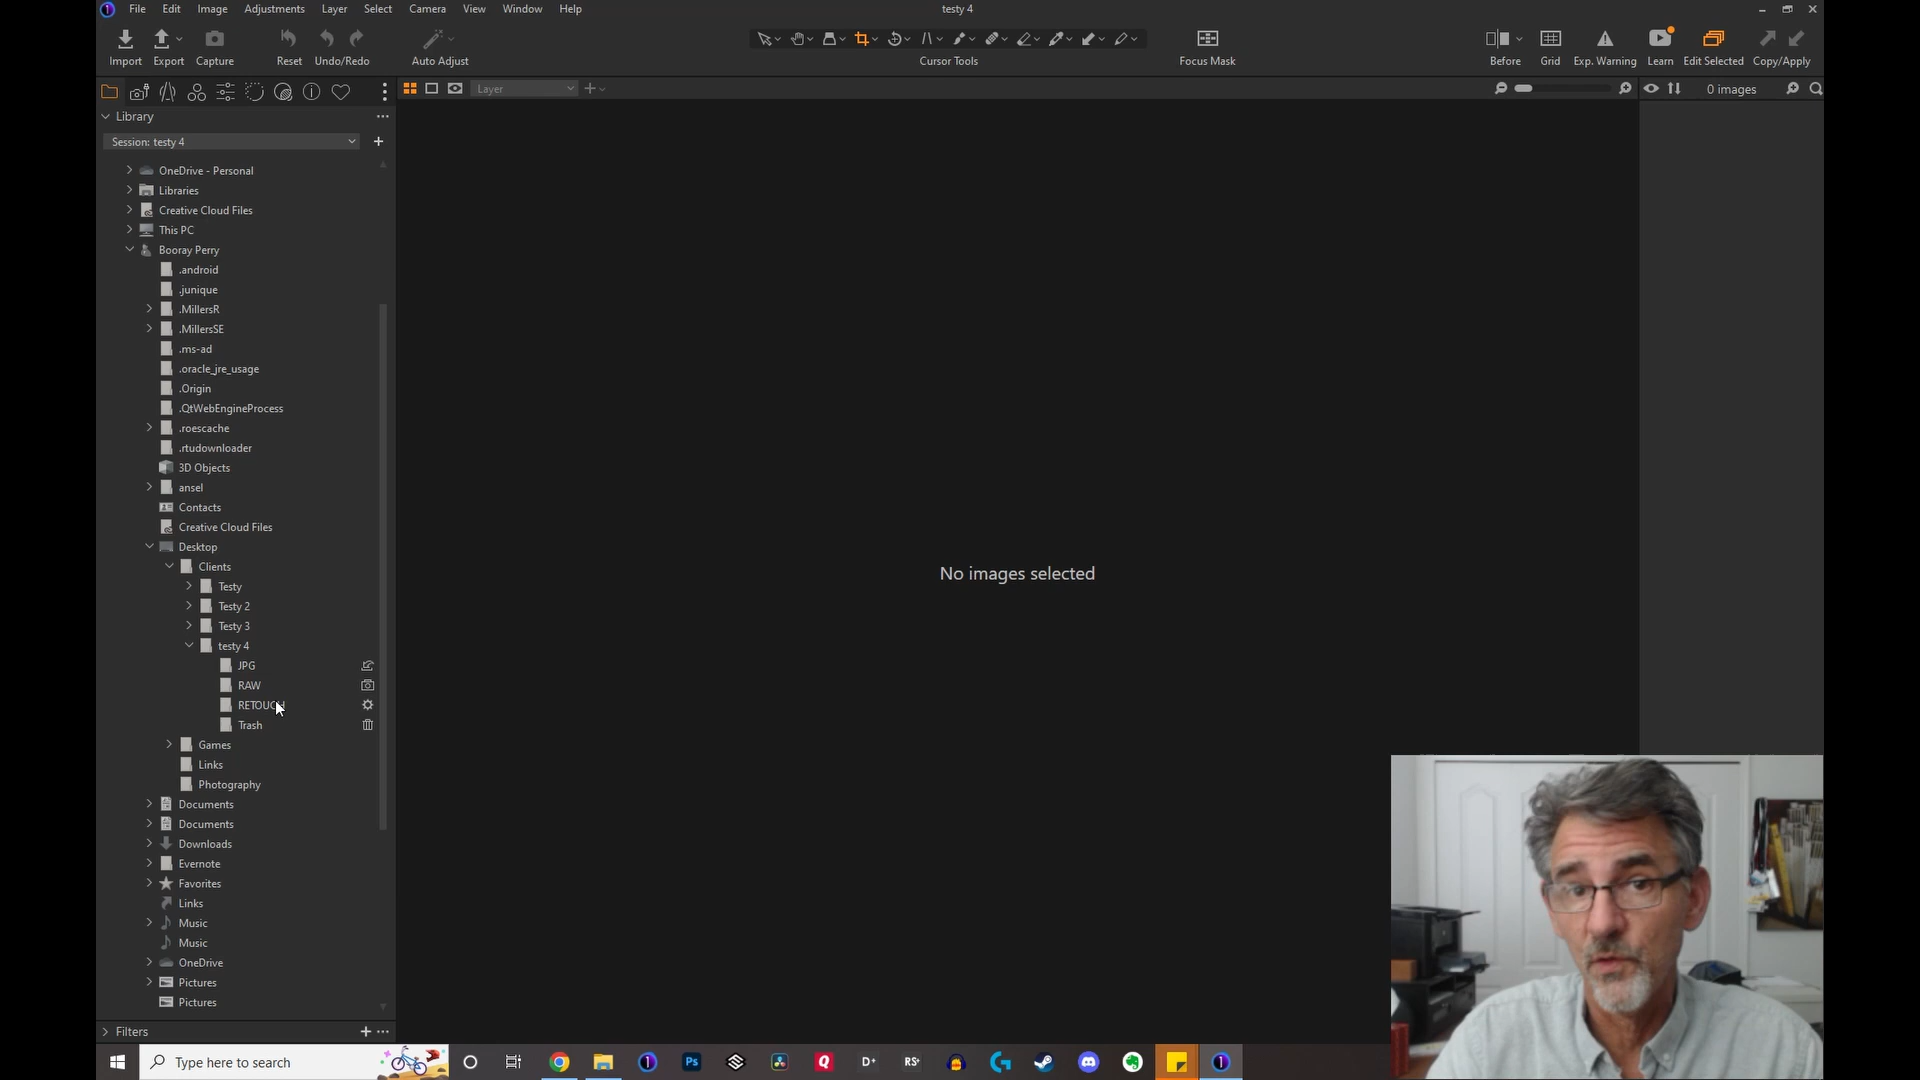 File Edit Image Adjustments Layer Select Camera View Window Help
testy 4
Import Export Capture Reset Undo/Redo Auto Adjust Cursor Tools Focus Mask Before Grid Exp. Warning Learn Edit Selected Copy/Apply
Layer
0 images
Library
Session: testy 4
OneDrive - Personal
Libraries
Creative Cloud Files
This PC
Booray Perry
.android
.junique
.MillersR
.MillersSE
.ms-ad
.oracle_jre_usage
.Origin
.QtWebEngineProcess
.roescache
.rtudownloader
3D Objects
ansel
Contacts
Creative Cloud Files
Desktop
Clients
Testy
Testy 2
Testy 3
testy 4
JPG
RAW
RETOUCH
Trash
Games
Links
Photography
Documents
Documents
Downloads
Evernote
Favorites
Links
Music
Music
OneDrive
Pictures
Pictures
Filters
No images selected
Type here to search
Ps
Q
D+
RS+